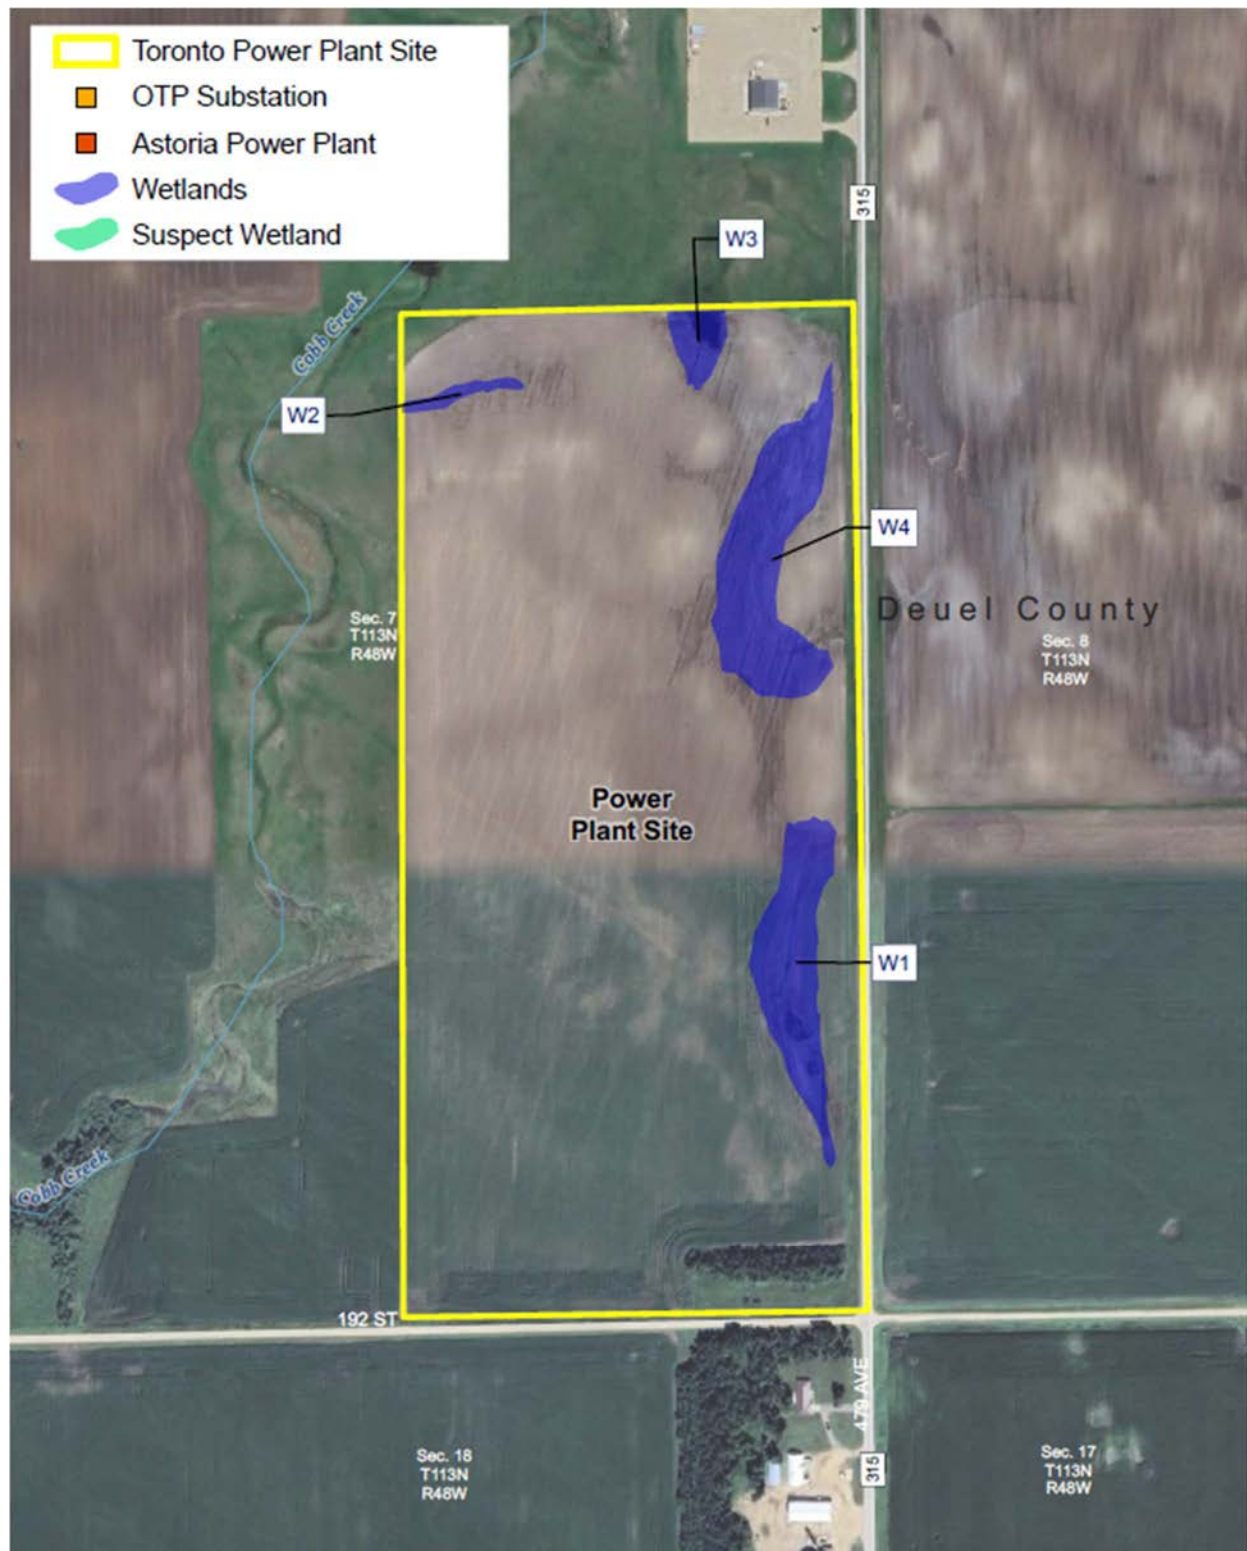 Toronto Power Plant Site
OTP Substation
Astoria Power Plant
Wetlands
Suspect Wetland
315
W3
Cobb Creek
W2
W4
Deuel County
Sec. 7
T113N
R48W
Sec. 8
T113N
R48W
Power
Plant Site
W1
Cobb Creek
192 ST
479 AVE
Sec. 18
T113N
R48W
315
Sec. 17
T113N
R48W